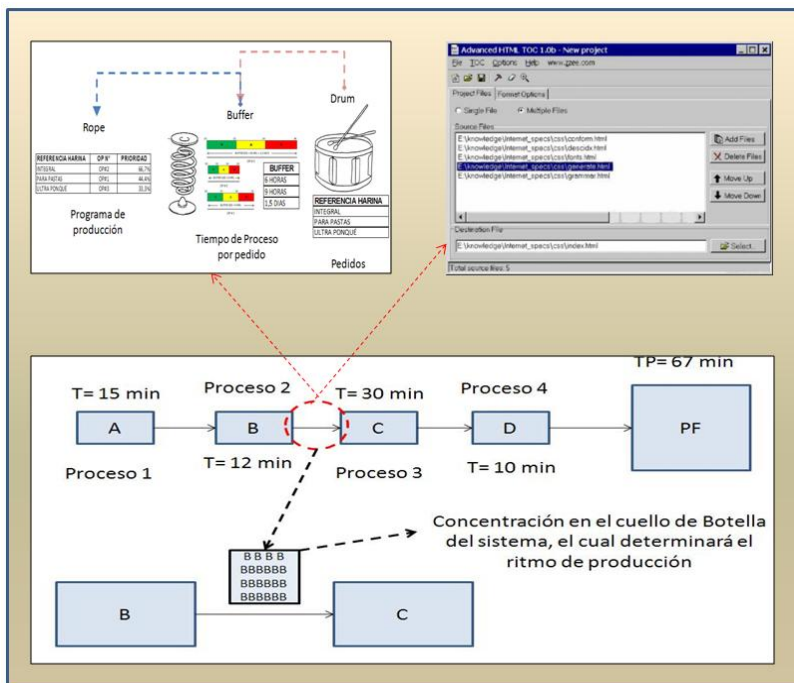 Rope
Buffer
Drum
REFERENCIA HARINA OP N° PRIORIDAD
INTEGRAL
PARA PASTAS
ULTRA PONQUE
Programa de
producción
BUFFER
6 HORAS
9 HORAS
1,5 DIAS
Tiempo de Proceso
por pedido
REFERENCIA HARINA
INTEGRAL
PARA PASTAS
ULTRA PONQUÉ
Pedidos
Advanced HTML TOC 1.0b - New project
File TOC Options Help
Project Files Format Options
Single File Multiple Files
Source Files
E:\knowledge\Internet_specs\css\conform.html
E:\knowledge\Internet_specs\css\descidx.html
E:\knowledge\Internet_specs\css\fonts.html
E:\knowledge\Internet_specs\css\generate.html
E:\knowledge\Internet_specs\css\grammar.html
Add Files
Delete Files
Move Up
Move Down
Destination File
E:\knowledge\Internet_specs\css\index.html
Select...
Total source files: 5
TP= 67 min
T= 15 min
Proceso 2
T= 30 min
Proceso 4
A
B
C
D
PF
Proceso 1
T= 12 min
Proceso 3
T= 10 min
Concentración en el cuello de Botella
del sistema, el cual determinará el
ritmo de producción
B B B B
BBBBBB
BBBBBB
BBBBBB
B
C